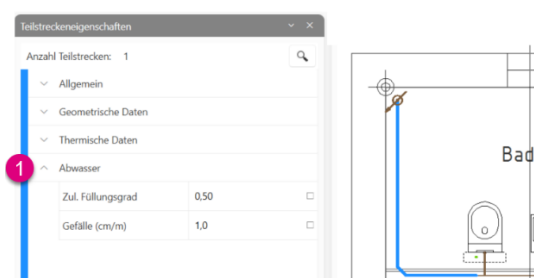 Teilstreckeneigenschaften
Anzahl Teilstrecken: 1
Allgemein
Geometrische Daten
Thermische Daten
1 Abwasser
Zul. Füllungsgrad 0,50
Gefälle (cm/m) 1,0
Bad